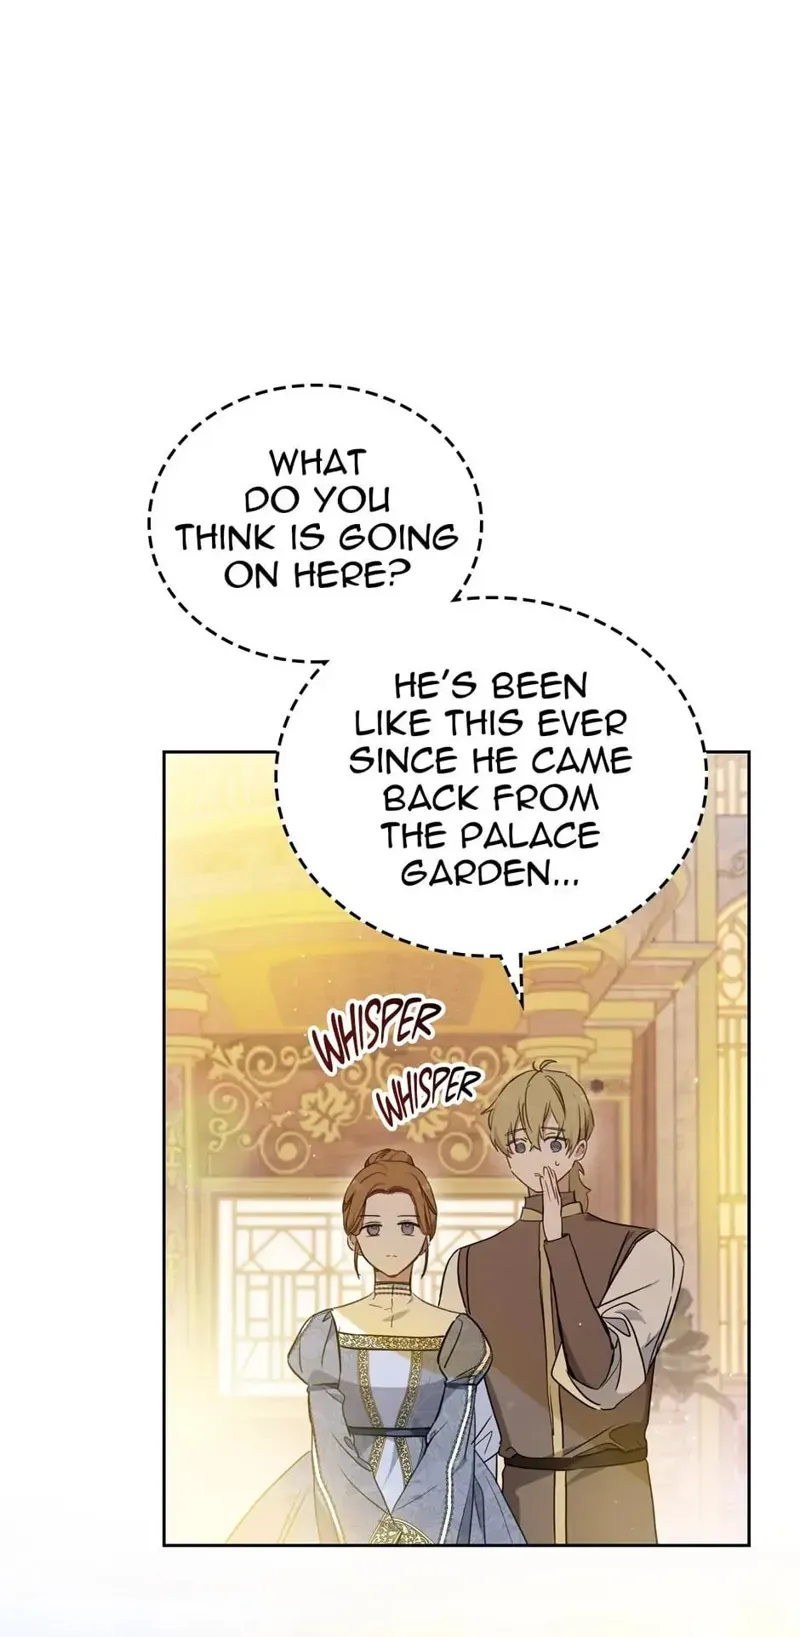 WHAT
DO YOU
THINK IS GOING
ON HERE?
HE'S BEEN
LIKE THIS EVER
SINCE HE CAME
BACK FROM
THE PALACE
GARDEN...
WHISPER
WHISPER